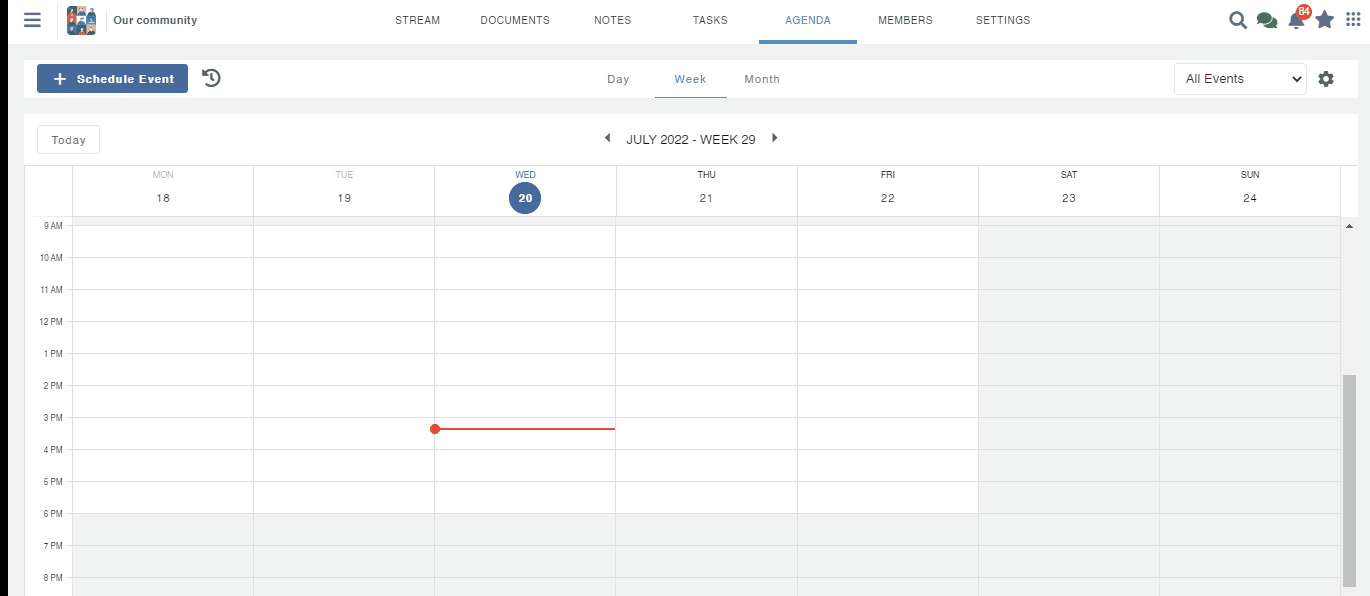 Our community
STREAM DOCUMENTS NOTES TASKS AGENDA MEMBERS SETTINGS
84
+ Schedule Event
Day Week Month
All Events
Today
JULY 2022 - WEEK 29
MON TUE WED THU FRI SAT SUN
18 19 20 21 22 23 24
9 AM
10 AM
11 AM
12 PM
1 PM
2 PM
3 PM
4 PM
5 PM
6 PM
7 PM
8 PM